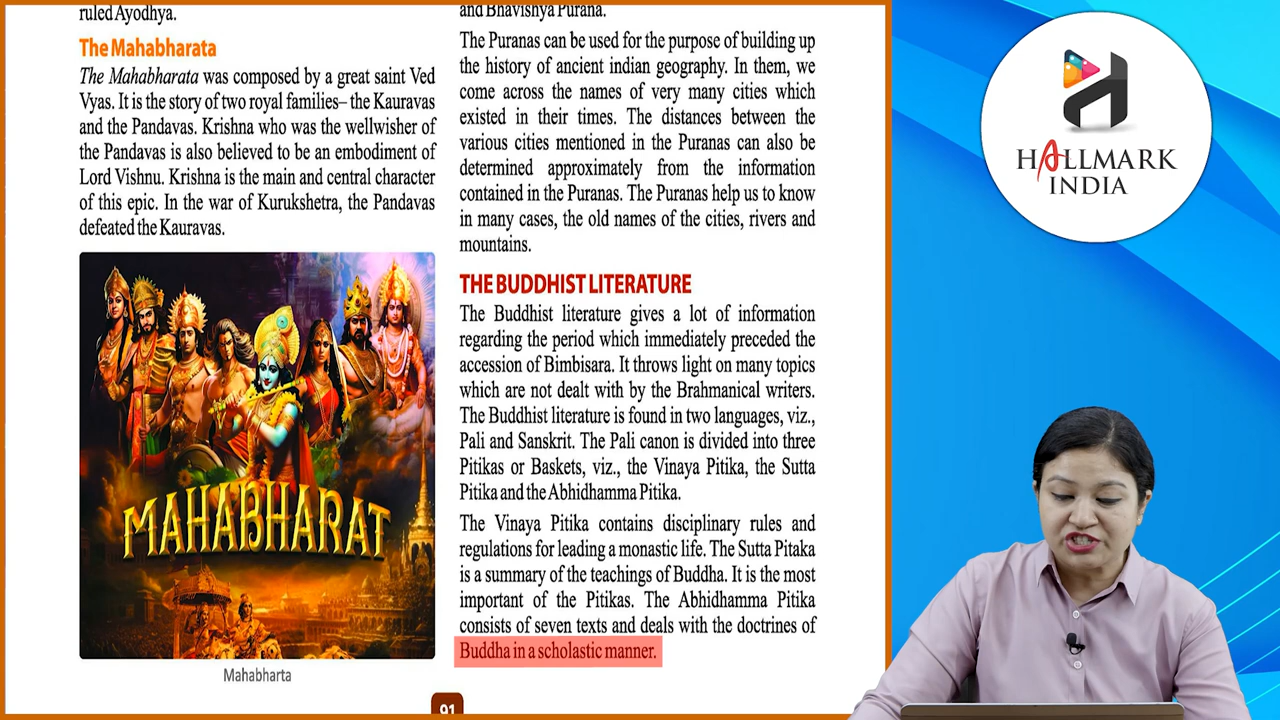 ruled Ayodhya.
The Mahabharata
The Mahabharata was composed by a great saint Ved
Vyas. It is the story of two royal families– the Kauravas
and the Pandavas. Krishna who was the wellwisher of
the Pandavas is also believed to be an embodiment of
Lord Vishnu. Krishna is the main and central character
of this epic. In the war of Kurukshetra, the Pandavas
defeated the Kauravas.
MAHABHARAT
Mahabharta
and Bhavishya Purana.
The Puranas can be used for the purpose of building up
the history of ancient indian geography. In them, we
come across the names of very many cities which
existed in their times. The distances between the
various cities mentioned in the Puranas can also be
determined approximately from the information
contained in the Puranas. The Puranas help us to know
in many cases, the old names of the cities, rivers and
mountains.
THE BUDDHIST LITERATURE
The Buddhist literature gives a lot of information
regarding the period which immediately preceded the
accession of Bimbisara. It throws light on many topics
which are not dealt with by the Brahmanical writers.
The Buddhist literature is found in two languages, viz.,
Pali and Sanskrit. The Pali canon is divided into three
Pitikas or Baskets, viz., the Vinaya Pitika, the Sutta
Pitika and the Abhidhamma Pitika.
The Vinaya Pitika contains disciplinary rules and
regulations for leading a monastic life. The Sutta Pitaka
is a summary of the teachings of Buddha. It is the most
important of the Pitikas. The Abhidhamma Pitika
consists of seven texts and deals with the doctrines of
Buddha in a scholastic manner.
91
HALLMARK
INDIA